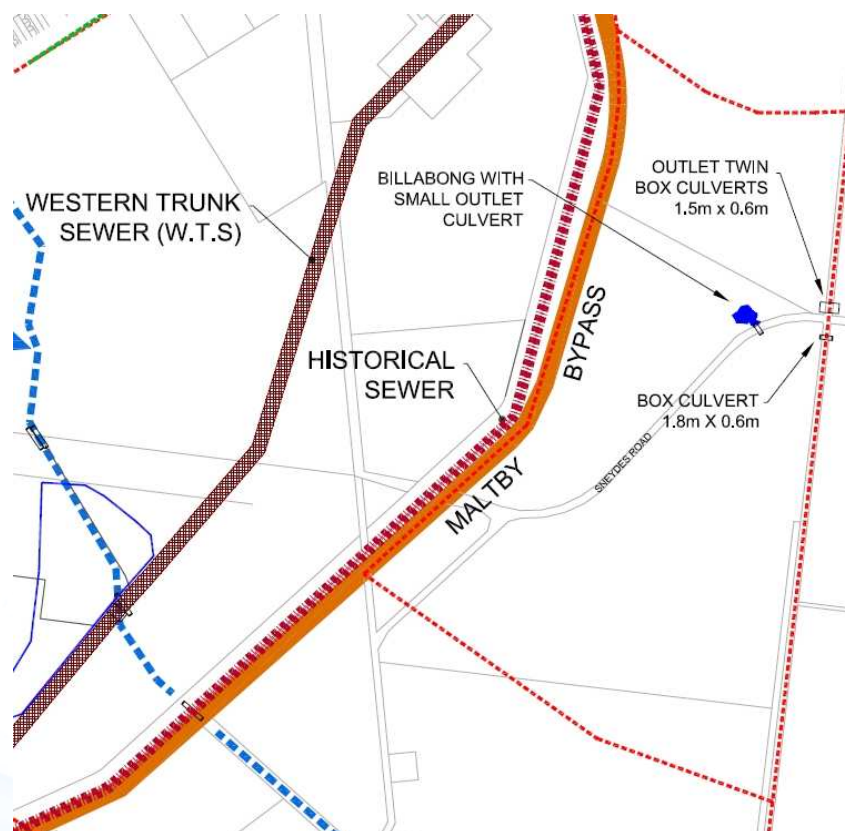 BILLABONG WITH
SMALL OUTLET
CULVERT
OUTLET TWIN
BOX CULVERTS
1.5m x 0.6m
WESTERN TRUNK
SEWER (W.T.S)
BYPASS
HISTORICAL
SEWER
BOX CULVERT
1.8m X 0.6m
SNEYDES ROAD
MALTBY